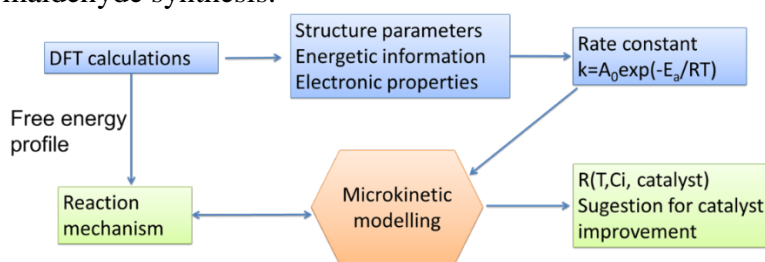 maldehyde synthesis.
DFT calculations
Structure parameters
Energetic information
Electronic properties
Rate constant
k=A₀exp(-Eₐ/RT)
Free energy
profile
Reaction
mechanism
Microkinetic
modelling
R(T,Ci, catalyst)
Sugestion for catalyst
improvement